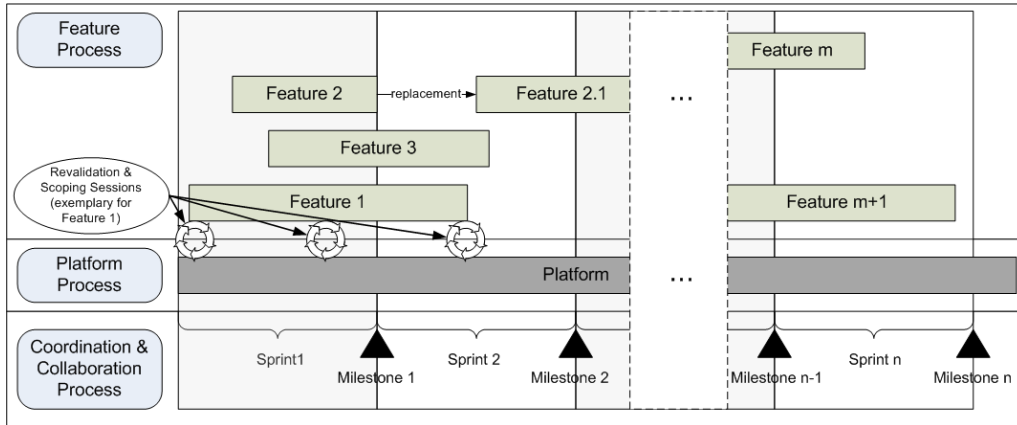 Feature
Process
Feature m
Feature 2
replacement
Feature 2.1
...
Feature 3
Revalidation &
Scoping Sessions
(exemplary for
Feature 1)
Feature 1
Feature m+1
Platform
Process
Platform
...
Coordination &
Collaboration
Process
Sprint1
Sprint 2
Sprint n
Milestone 1
Milestone 2
Milestone n-1
Milestone n